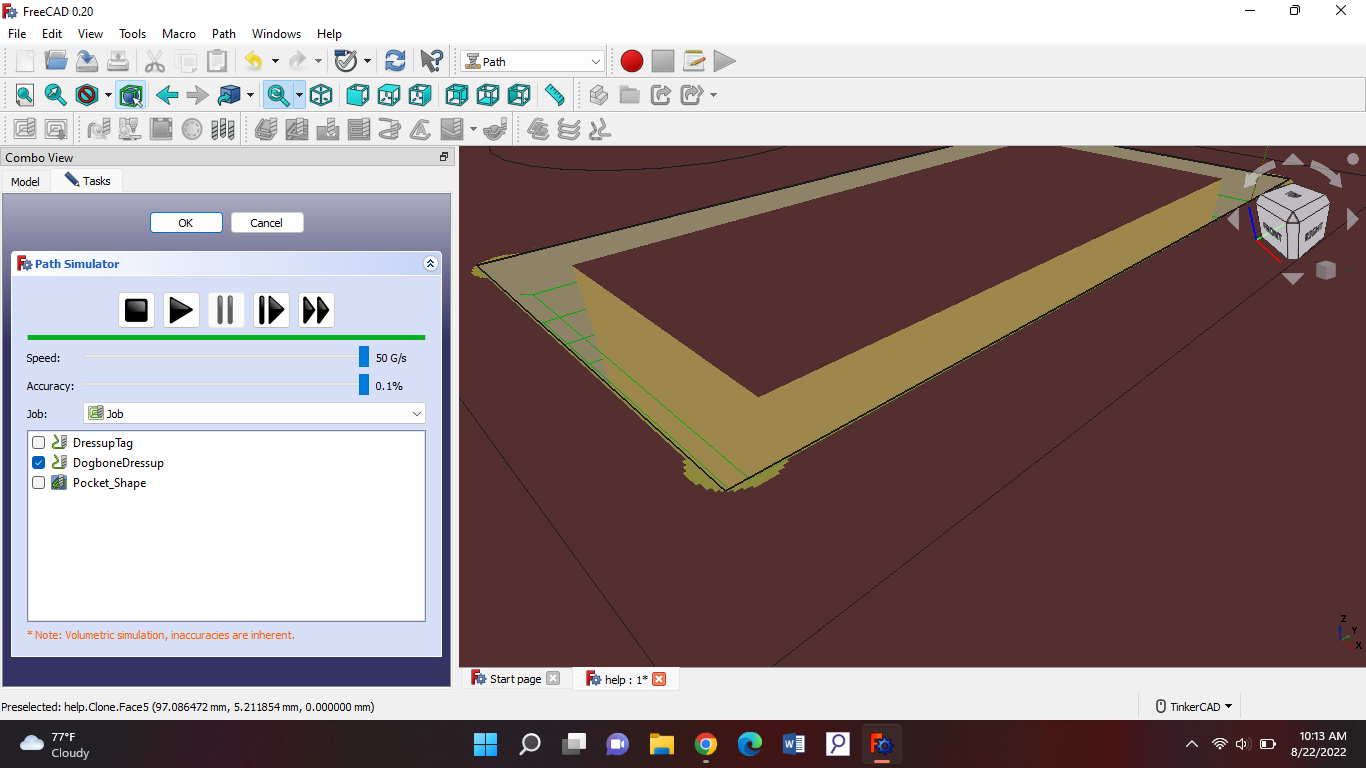 FreeCAD 0.20
File Edit View Tools Macro Path Windows Help
Path
Combo View
Model Tasks
OK Cancel
Path Simulator
Speed: 50 G/s
Accuracy: 0.1%
Job: Job
DressupTag
DogboneDressup
Pocket_Shape
* Note: Volumetric simulation, inaccuracies are inherent.
FRONT RIGHT
Z
Y
X
Start page help : 1*
Preselected: help.Clone.Face5 (97.086472 mm, 5.211854 mm, 0.000000 mm) TinkerCAD
77°F
Cloudy
10:13 AM
8/22/2022